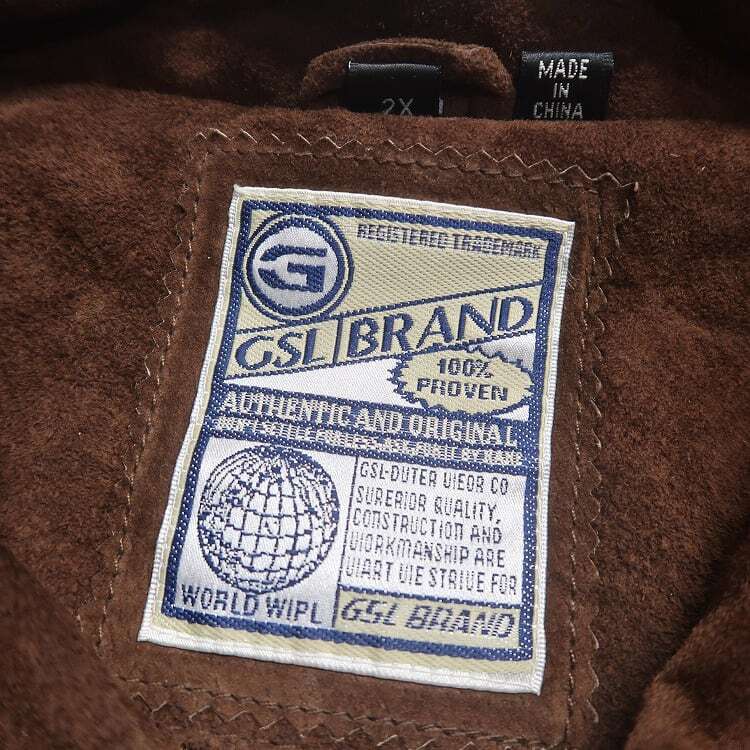 2X
MADE
IN
CHINA
G
REGISTERED TRADEMARK
GSL BRAND
100%
PROVEN
AUTHENTIC AND ORIGINAL
GSL-OUTER UIEOR CO
SUPERIOR QUALITY,
CONSTRUCTION AND
UIORKMANSHIP ARE
UIART UIE STRIVE FOR
WORLD WIPL
GSL BRAND